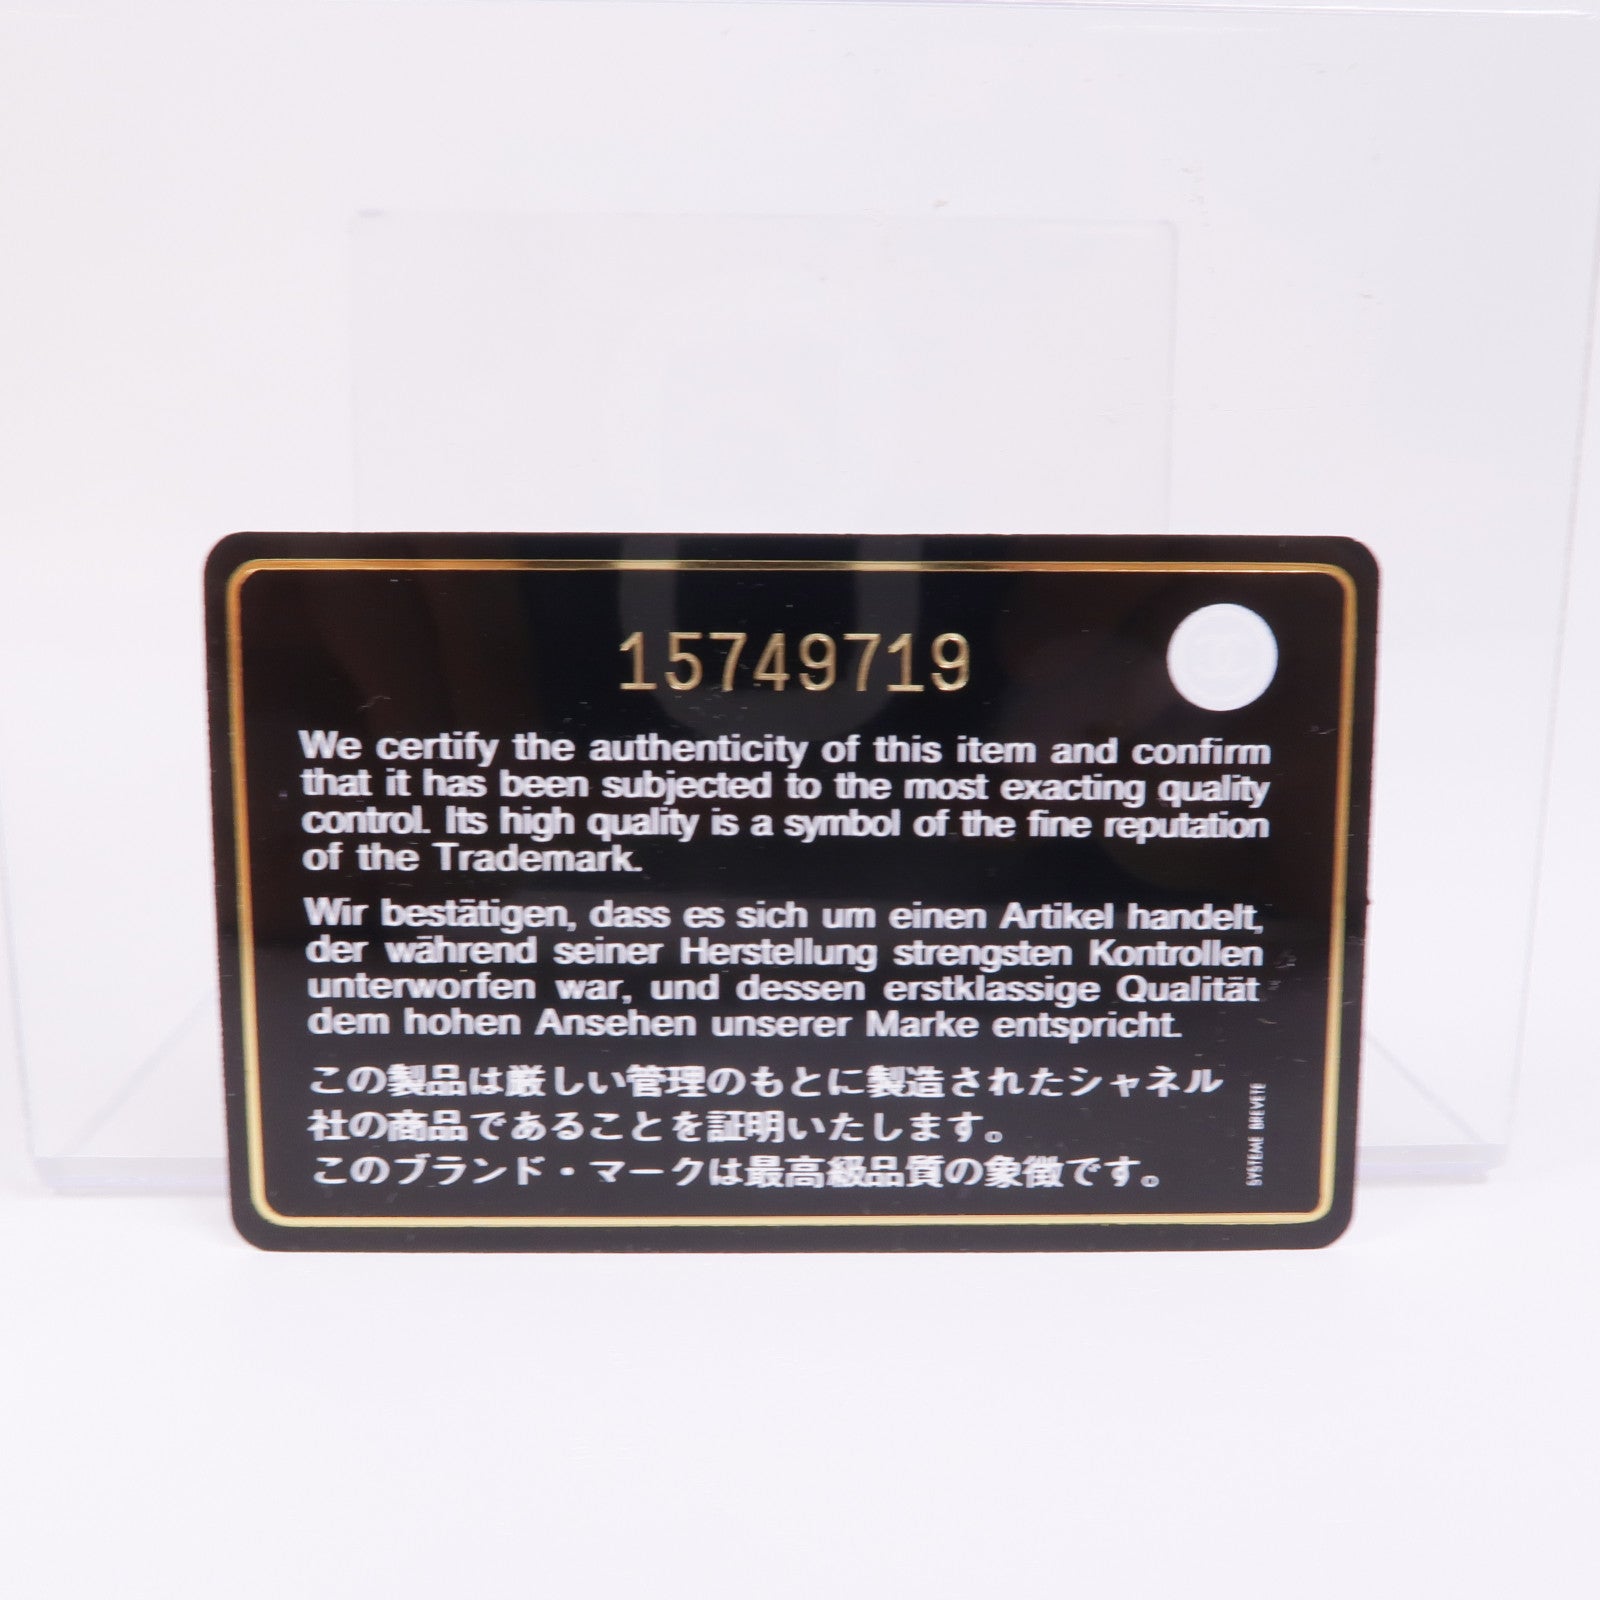 15749719
We certify the authenticity of this item and confirm
that it has been subjected to the most exacting quality
control. Its high quality is a symbol of the fine reputation
of the Trademark.
Wir bestätigen, dass es sich um einen Artikel handelt,
der während seiner Herstellung strengsten Kontrollen
unterworfen war, und dessen erstklassige Qualität
dem hohen Ansehen unserer Marke entspricht.
この製品は厳しい管理のもとに製造されたシャネル
社の商品であることを証明いたします。
このブランド・マークは最高級品質の象徴です。
SYSTEME BREVETE